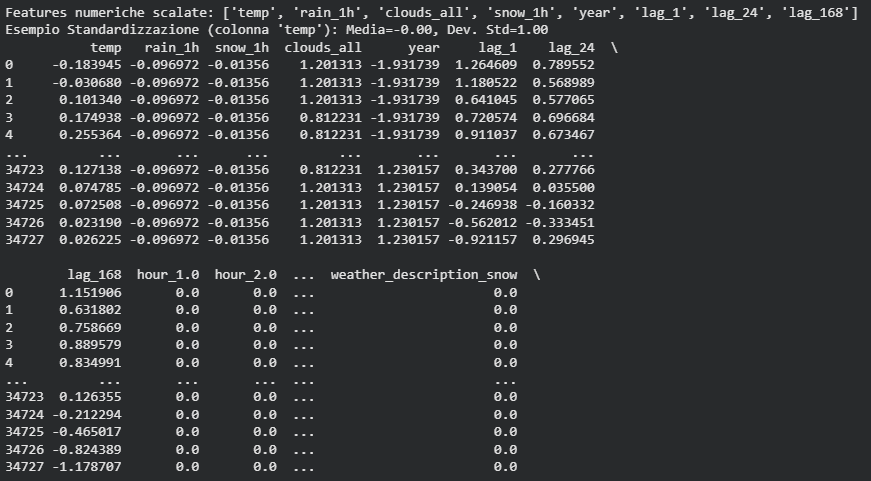 Features numeriche scalate: ['temp', 'rain_1h', 'clouds_all', 'snow_1h', 'year', 'lag_1', 'lag_24', 'lag_168']
Esempio Standardizzazione (colonna 'temp'): Media=-0.00, Dev. Std=1.00
           temp   rain_1h  snow_1h  clouds_all      year     lag_1    lag_24  \
0     -0.183945 -0.096972 -0.01356    1.201313 -1.931739  1.264609  0.789552
1     -0.030680 -0.096972 -0.01356    1.201313 -1.931739  1.180522  0.568989
2      0.101340 -0.096972 -0.01356    1.201313 -1.931739  0.641045  0.577065
3      0.174938 -0.096972 -0.01356    0.812231 -1.931739  0.720574  0.696684
4      0.255364 -0.096972 -0.01356    0.812231 -1.931739  0.911037  0.673467
...         ...       ...      ...         ...       ...       ...       ...
34723  0.127138 -0.096972 -0.01356    0.812231  1.230157  0.343700  0.277766
34724  0.074785 -0.096972 -0.01356    1.201313  1.230157  0.139054  0.035500
34725  0.072508 -0.096972 -0.01356    1.201313  1.230157 -0.246938 -0.160332
34726  0.023190 -0.096972 -0.01356    1.201313  1.230157 -0.562012 -0.333451
34727  0.026225 -0.096972 -0.01356    1.201313  1.230157 -0.921157  0.296945
        lag_168  hour_1.0  hour_2.0  ...  weather_description_snow  \
0      1.151906       0.0       0.0  ...                       0.0
1      0.631802       0.0       0.0  ...                       0.0
2      0.758669       0.0       0.0  ...                       0.0
3      0.889579       0.0       0.0  ...                       0.0
4      0.834991       0.0       0.0  ...                       0.0
...         ...       ...       ...  ...                       ...
34723  0.126355       0.0       0.0  ...                       0.0
34724 -0.212294       0.0       0.0  ...                       0.0
34725 -0.465017       0.0       0.0  ...                       0.0
34726 -0.824389       0.0       0.0  ...                       0.0
34727 -1.178707       0.0       0.0  ...                       0.0